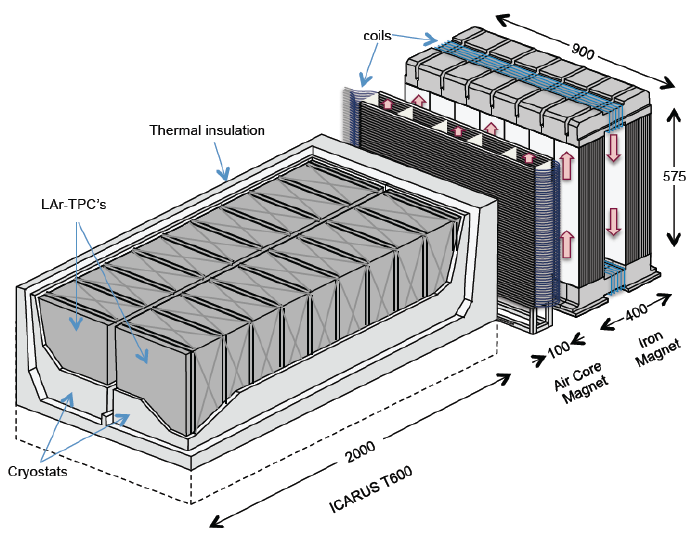 coils
900
Thermal insulation
LAr-TPC's
575
400
Iron
Magnet
100
Air Core
Magnet
2000
ICARUS T600
Cryostats